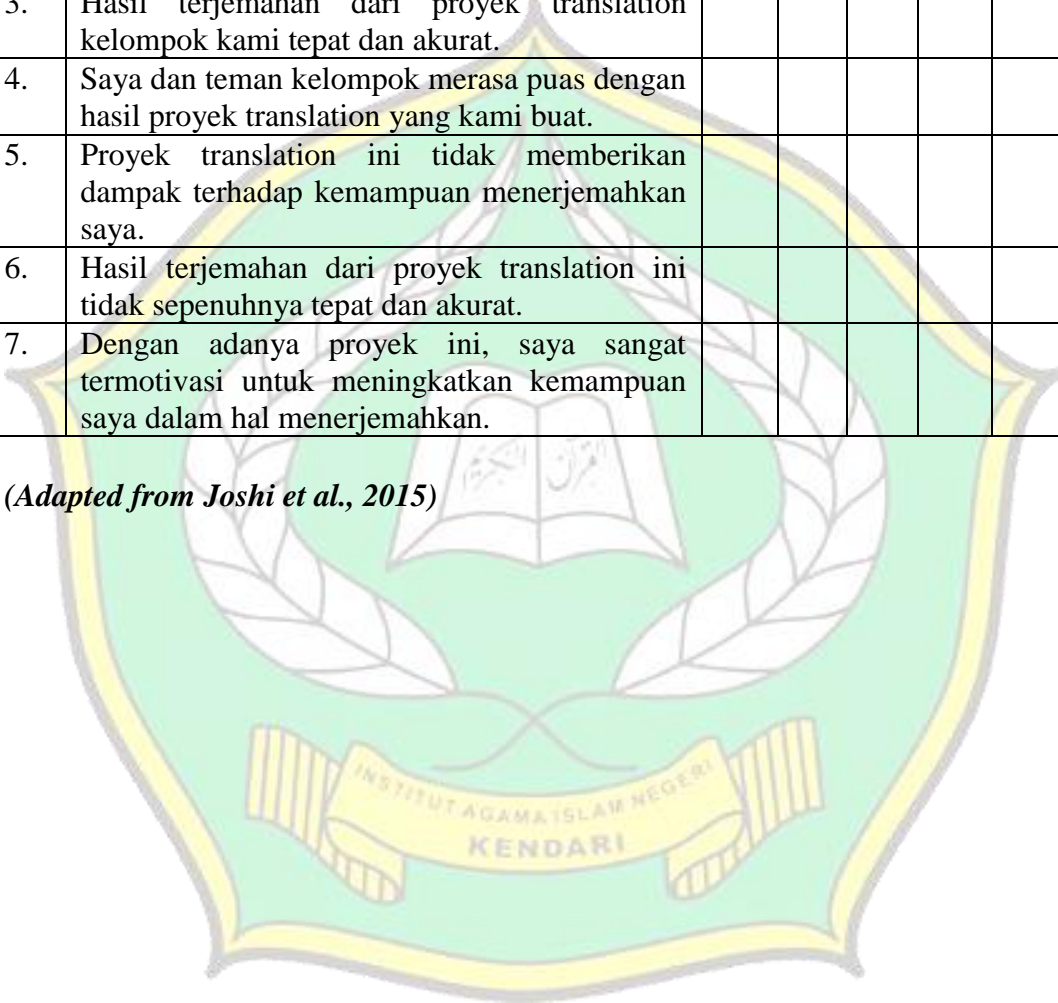 3. Hasil terjemahan dari proyek translation
kelompok kami tepat dan akurat.
4. Saya dan teman kelompok merasa puas dengan
hasil proyek translation yang kami buat.
5. Proyek translation ini tidak memberikan
dampak terhadap kemampuan menerjemahkan
saya.
6. Hasil terjemahan dari proyek translation ini
tidak sepenuhnya tepat dan akurat.
7. Dengan adanya proyek ini, saya sangat
termotivasi untuk meningkatkan kemampuan
saya dalam hal menerjemahkan.
(Adapted from Joshi et al., 2015)
INSTITUT AGAMA ISLAM NEGERI
KENDARI